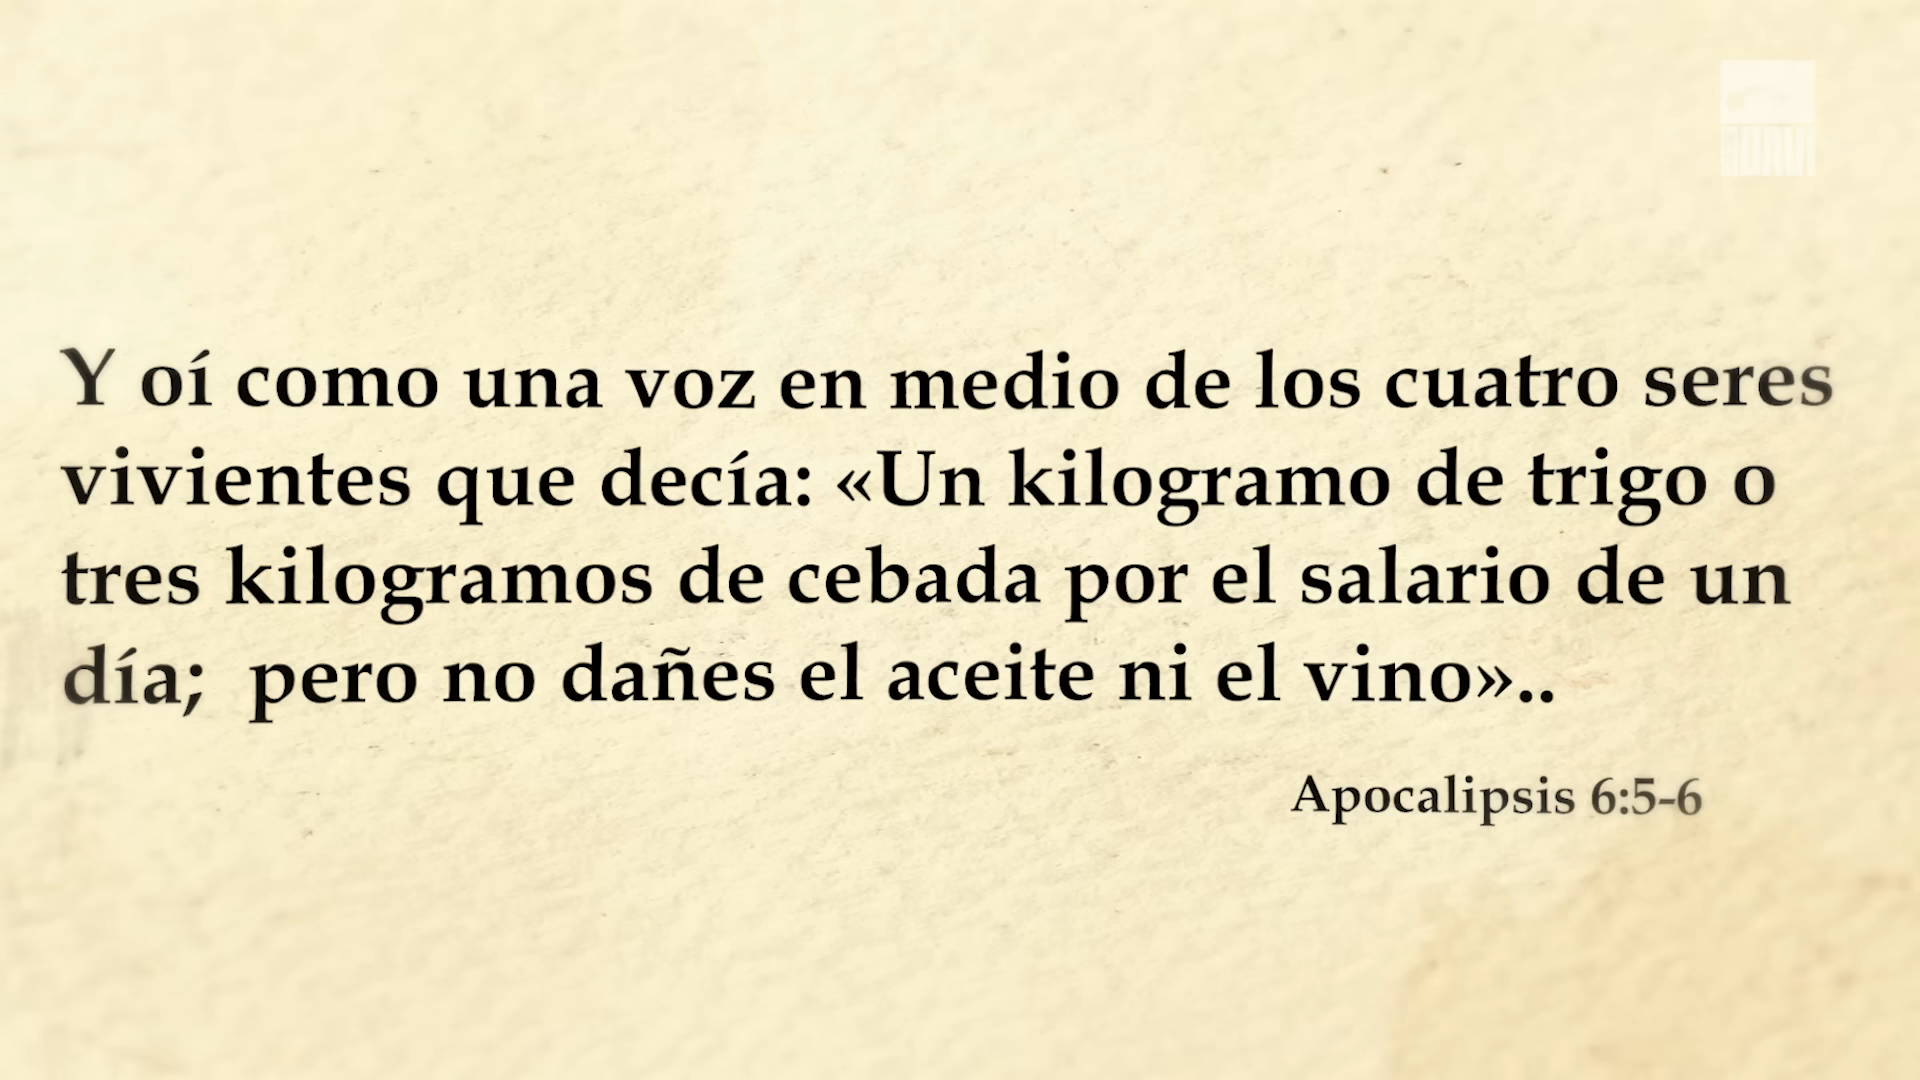 Y oí como una voz en medio de los cuatro seres
vivientes que decía: «Un kilogramo de trigo o
tres kilogramos de cebada por el salario de un
día;  pero no dañes el aceite ni el vino»..
Apocalipsis 6:5-6